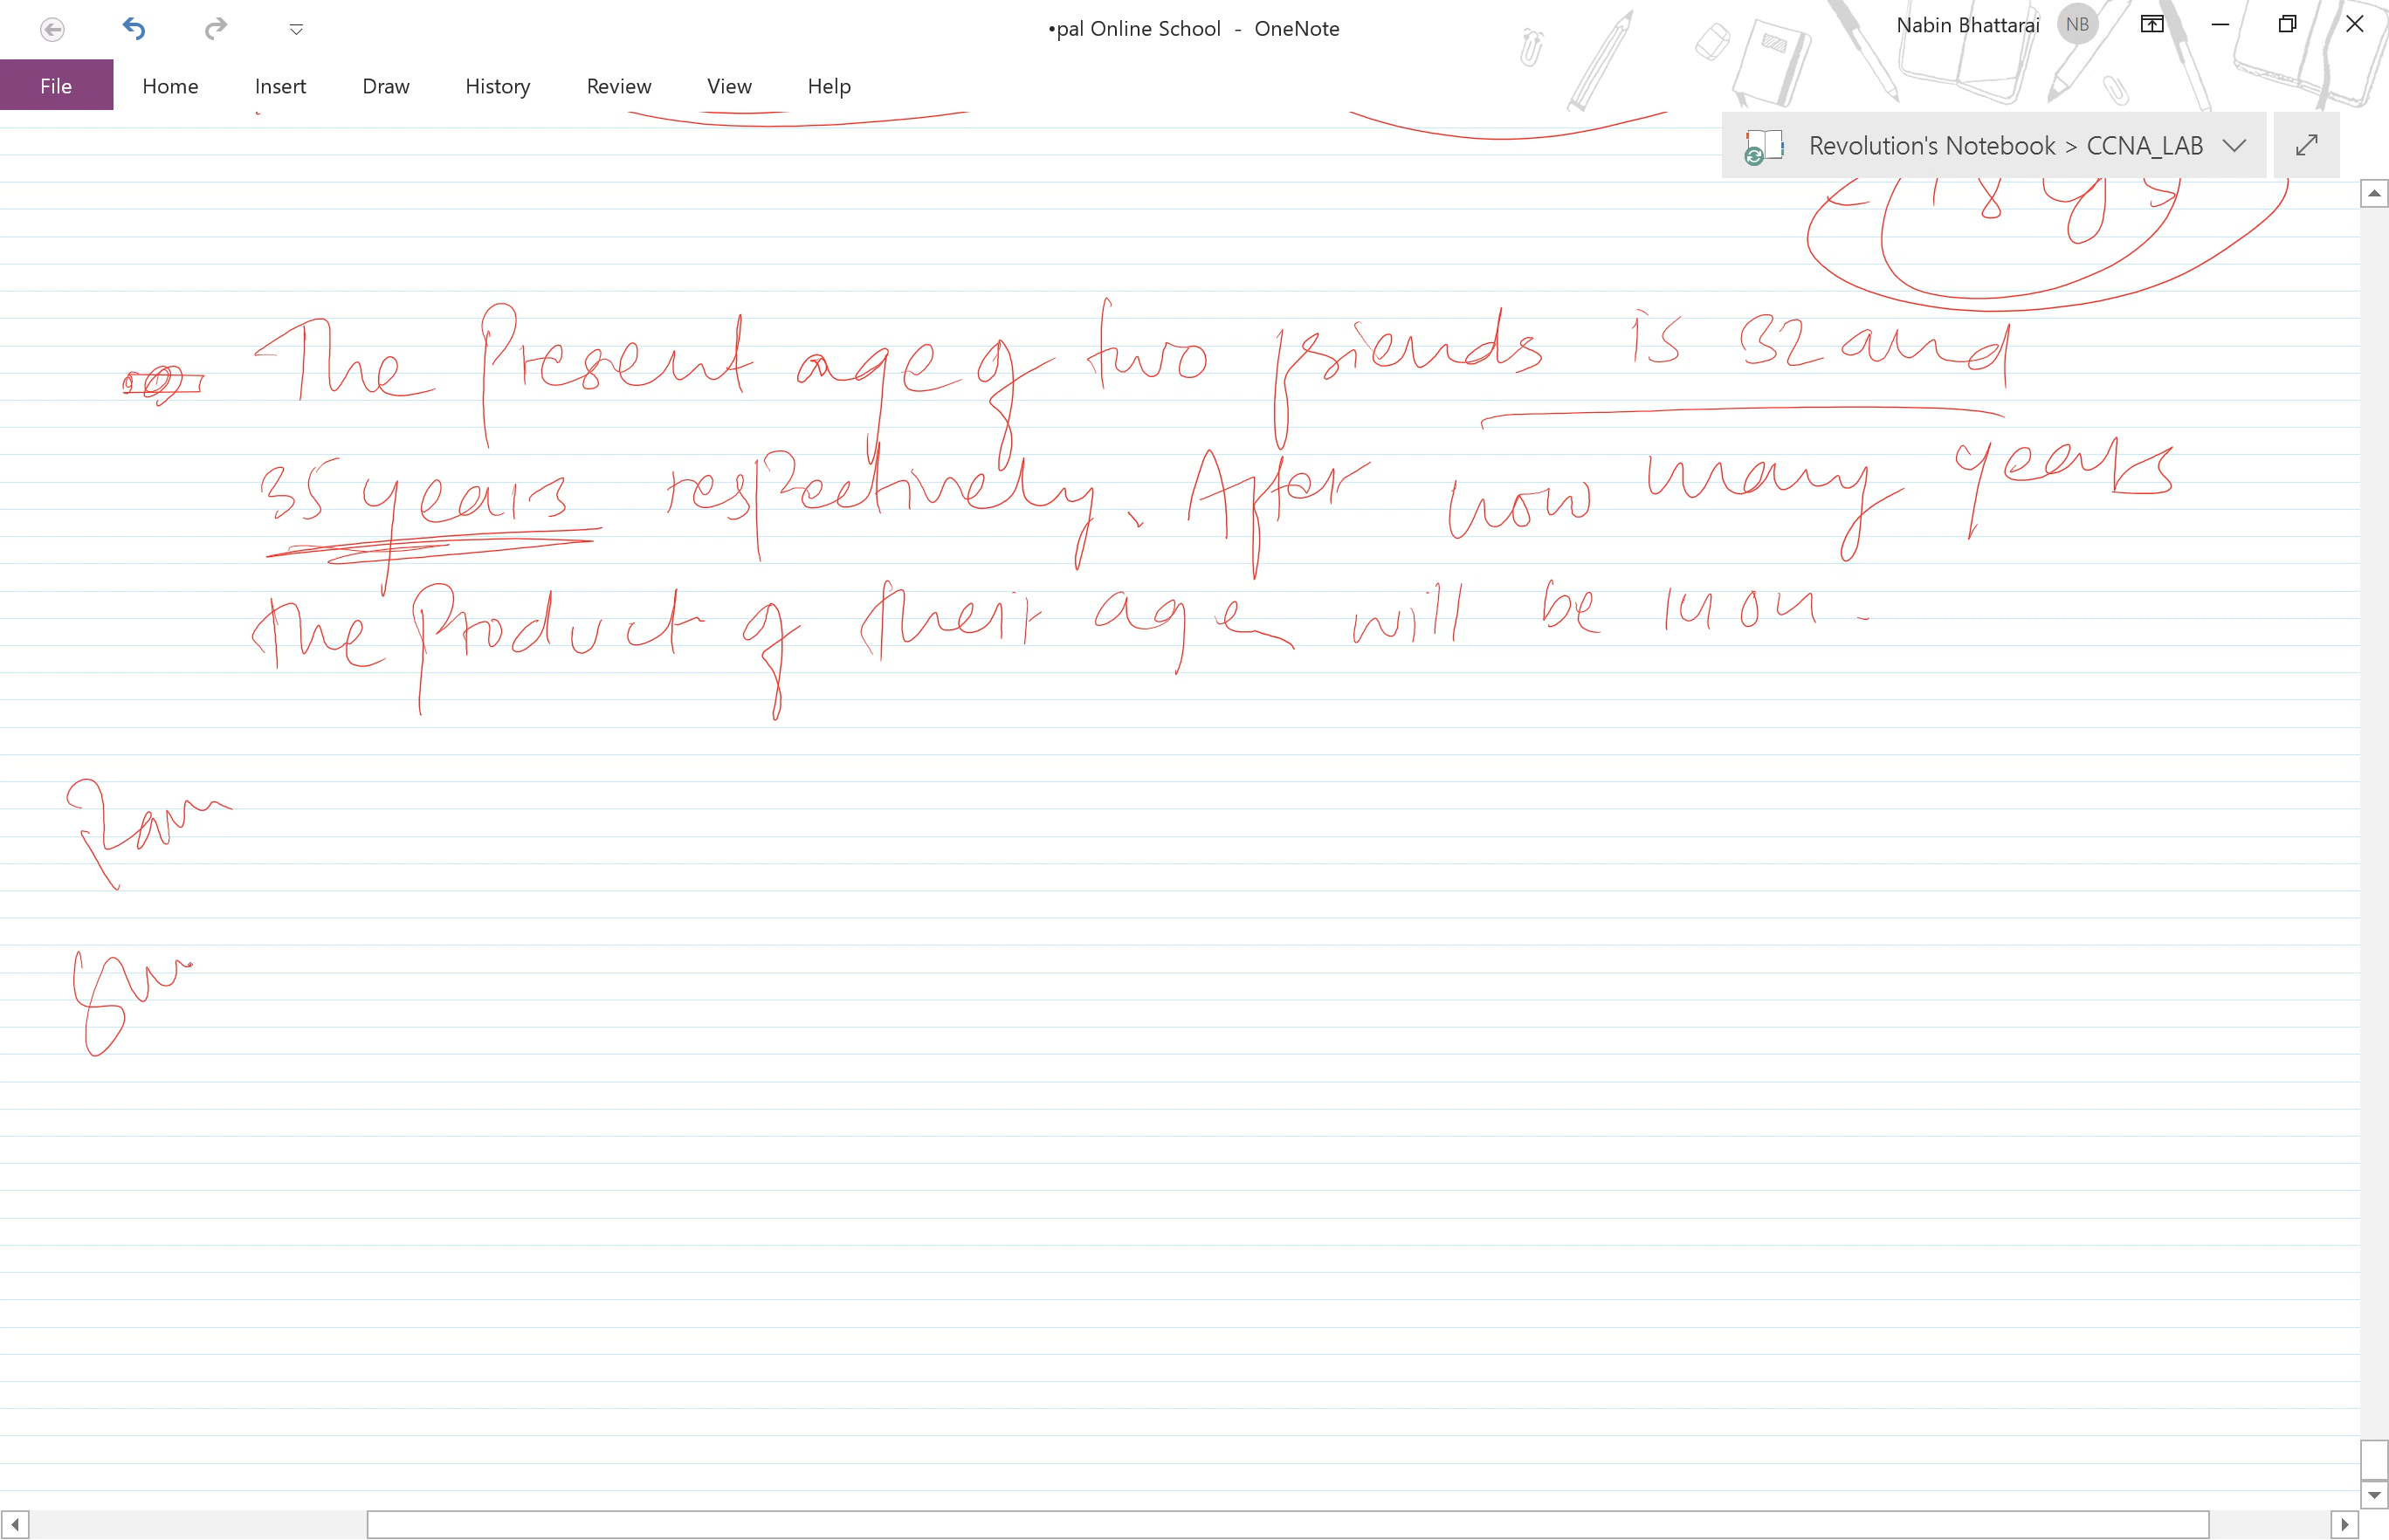 •pal Online School - OneNote
Nabin Bhattarai NB
File Home Insert Draw History Review View Help
Revolution's Notebook > CCNA_LAB
The Present age of two friends is 32 and
35 years respectively. After how many years
the Product of their age will be 1404.
Ram